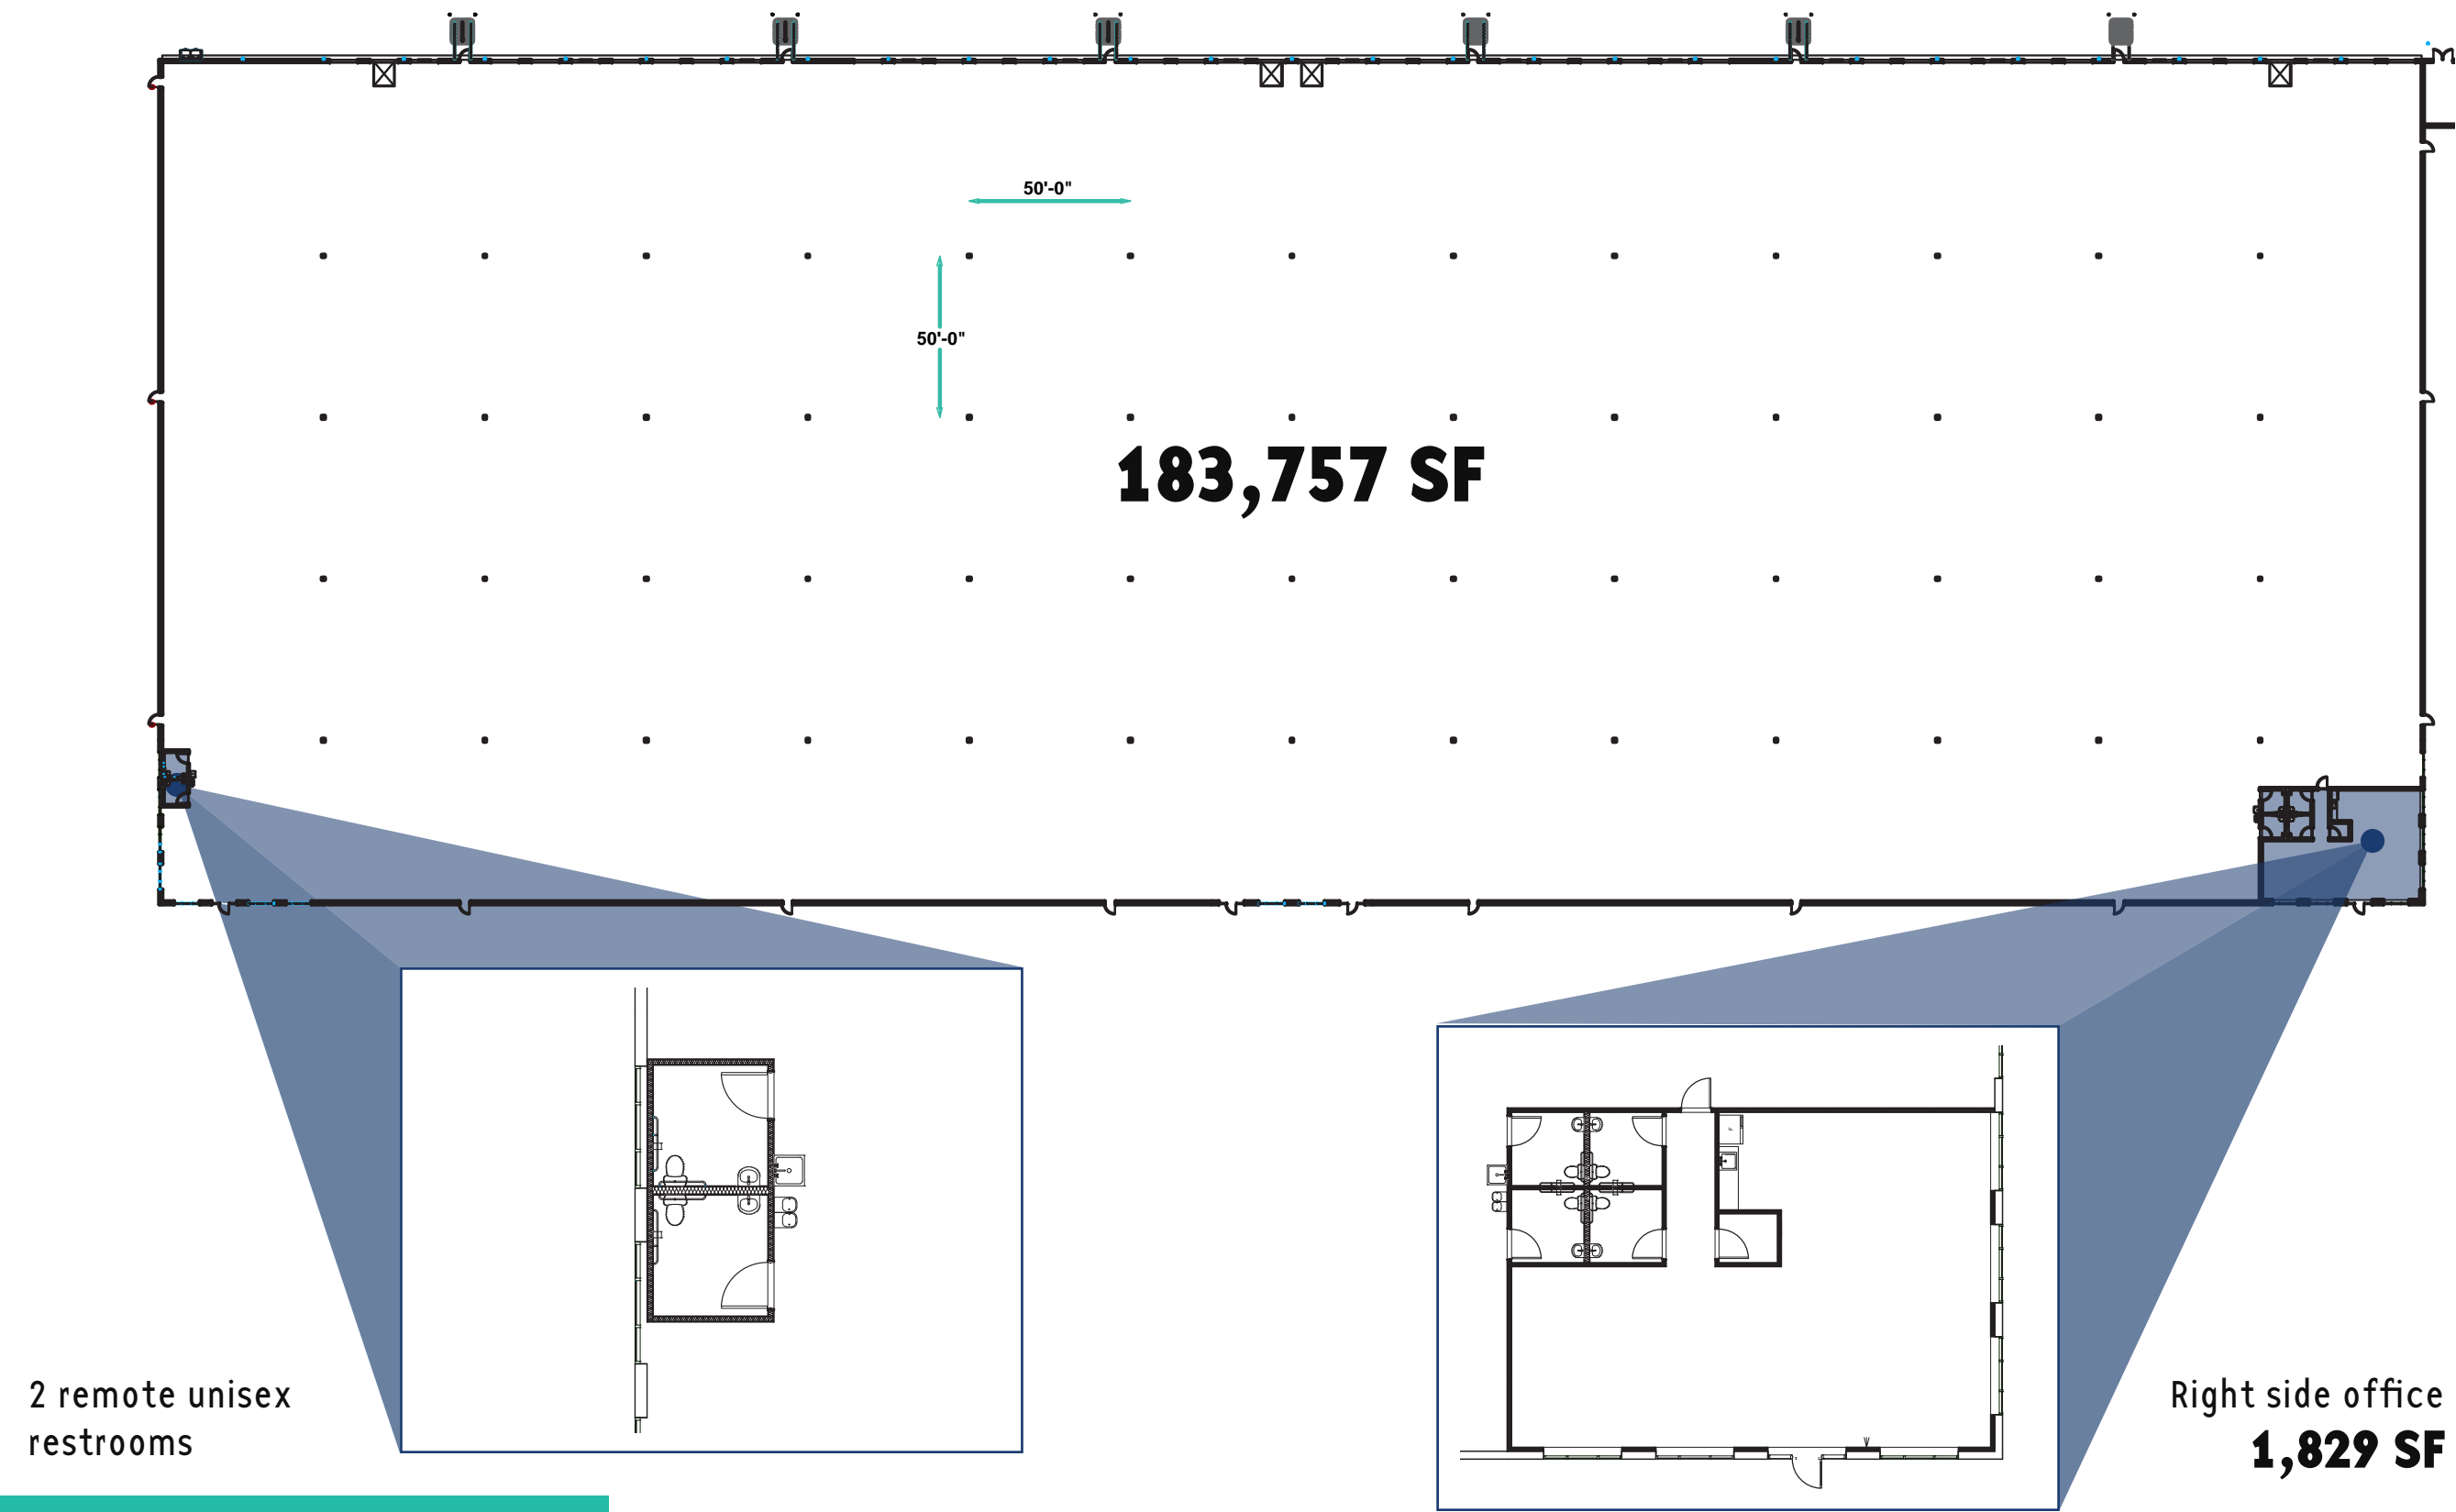 50'-0"
50'-0"
183,757 SF
2 remote unisex
restrooms
Right side office
1,829 SF